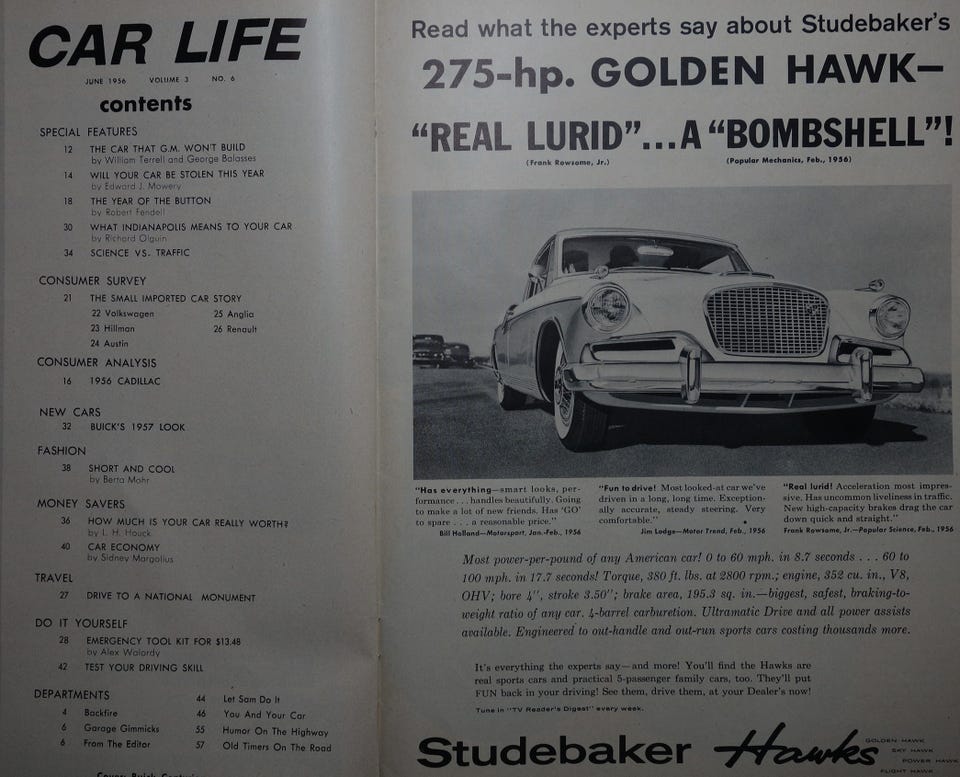 CAR LIFE
JUNE 1956 VOLUME 3 NO. 6
contents
SPECIAL FEATURES
12 THE CAR THAT G.M. WON'T BUILD
by William Terrell and George Balasses
14 WILL YOUR CAR BE STOLEN THIS YEAR
by Edward J. Mowery
18 THE YEAR OF THE BUTTON
by Robert Fendell
30 WHAT INDIANAPOLIS MEANS TO YOUR CAR
by Richard Olguin
34 SCIENCE VS. TRAFFIC
CONSUMER SURVEY
21 THE SMALL IMPORTED CAR STORY
22 Volkswagen 25 Anglia
23 Hillman 26 Renault
24 Austin
CONSUMER ANALYSIS
16 1956 CADILLAC
NEW CARS
32 BUICK'S 1957 LOOK
FASHION
38 SHORT AND COOL
by Berta Mohr
MONEY SAVERS
36 HOW MUCH IS YOUR CAR REALLY WORTH?
by I. H. Houck
40 CAR ECONOMY
by Sidney Margolius
TRAVEL
27 DRIVE TO A NATIONAL MONUMENT
DO IT YOURSELF
28 EMERGENCY TOOL KIT FOR $13.48
by Alex Walordy
42 TEST YOUR DRIVING SKILL
DEPARTMENTS
4 Backfire
6 Garage Gimmicks
6 From The Editor
44 Let Sam Do It
46 You And Your Car
55 Humor On The Highway
57 Old Timers On The Road
Read what the experts say about Studebaker's
275-hp. GOLDEN HAWK—
"REAL LURID"...A "BOMBSHELL"!
(Frank Rowsome, Jr.) (Popular Mechanics, Feb., 1956)
"Has everything—smart looks, per-
formance . . . handles beautifully. Going
to make a lot of new friends. Has 'GO'
to spare . . . a reasonable price."
Bill Holland—Motorsport, Jan.-Feb., 1956
"Fun to drive! Most looked-at car we've
driven in a long, long time. Exception-
ally accurate, steady steering. Very
comfortable."
Jim Lodge—Motor Trend, Feb., 1956
"Real lurid! Acceleration most impres-
sive. Has uncommon liveliness in traffic.
New high-capacity brakes drag the car
down quick and straight."
Frank Rowsome, Jr.—Popular Science, Feb., 1956
Most power-per-pound of any American car! 0 to 60 mph. in 8.7 seconds . . . 60 to
100 mph. in 17.7 seconds! Torque, 380 ft. lbs. at 2800 rpm.; engine, 352 cu. in., V8,
OHV; bore 4", stroke 3.50"; brake area, 195.3 sq. in.—biggest, safest, braking-to-
weight ratio of any car. 4-barrel carburetion. Ultramatic Drive and all power assists
available. Engineered to out-handle and out-run sports cars costing thousands more.
It's everything the experts say—and more! You'll find the Hawks are
real sports cars and practical 5-passenger family cars, too. They'll put
FUN back in your driving! See them, drive them, at your Dealer's now!
Tune in "TV Reader's Digest" every week.
Studebaker Hawks
GOLDEN HAWK
SKY HAWK
POWER HAWK
FLIGHT HAWK